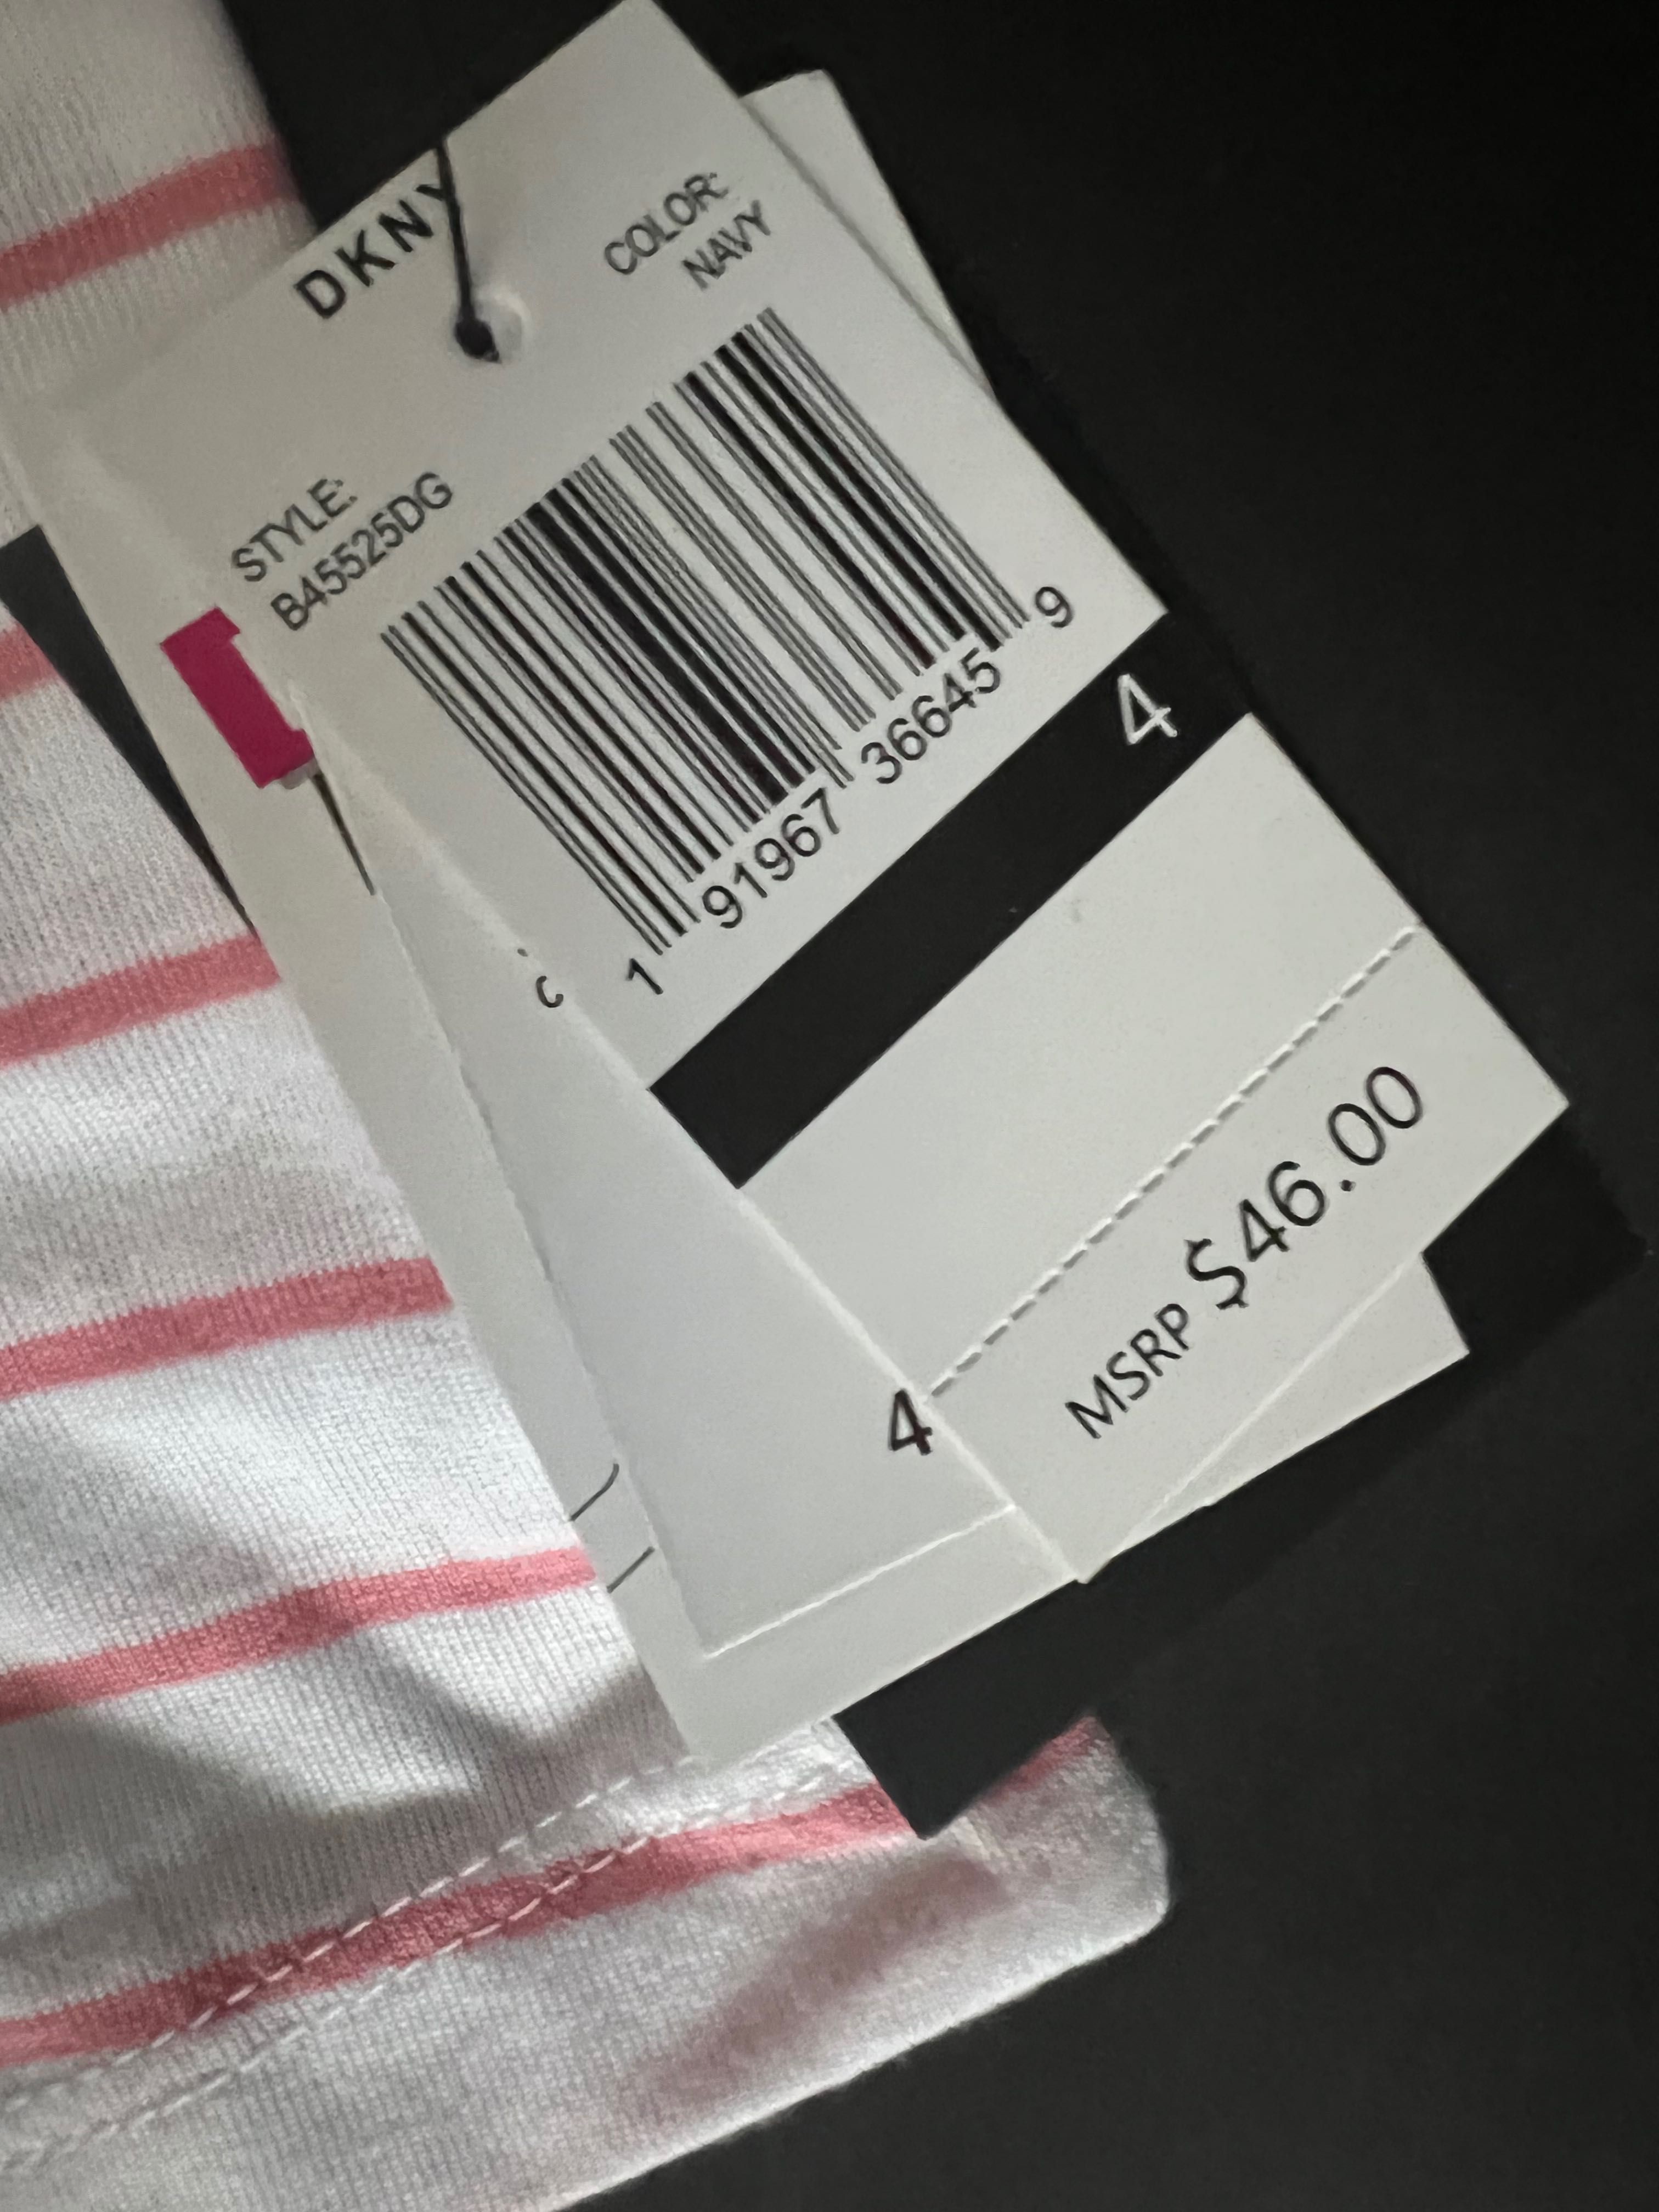 DKNY
COLOR:
NAVY
STYLE:
B45525DG
1 91967 36645 9
4
MSRP $46.00
4